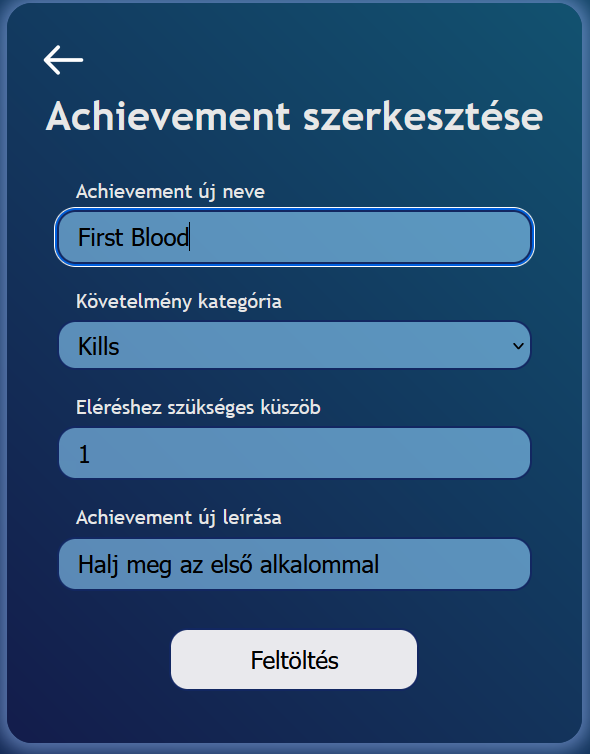 Achievement szerkesztése
Achievement új neve
First Blood
Követelmény kategória
Kills
Eléréshez szükséges küszöb
1
Achievement új leírása
Halj meg az első alkalommal
Feltöltés